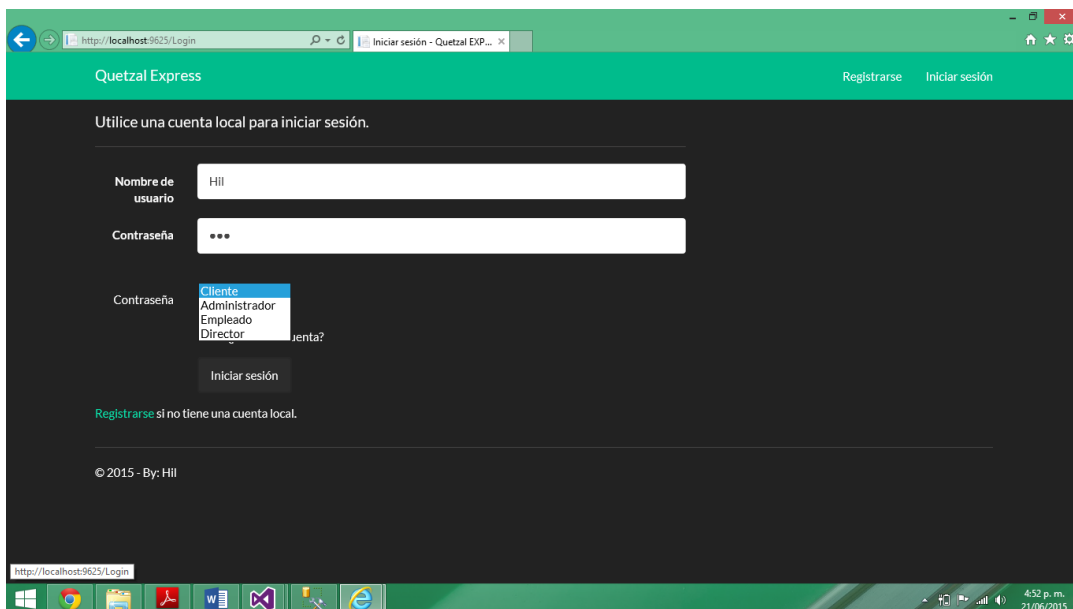 http://localhost:9625/Login
Iniciar sesión - Quetzal EXP...
Quetzal Express
Registrarse
Iniciar sesión
Utilice una cuenta local para iniciar sesión.
Nombre de
usuario
Hil
Contraseña
Contraseña
Cliente
Administrador
Empleado
Director
Iniciar sesión
Registrarse si no tiene una cuenta local.
© 2015 - By: Hil
http://localhost:9625/Login
4:52 p. m.
21/06/2015